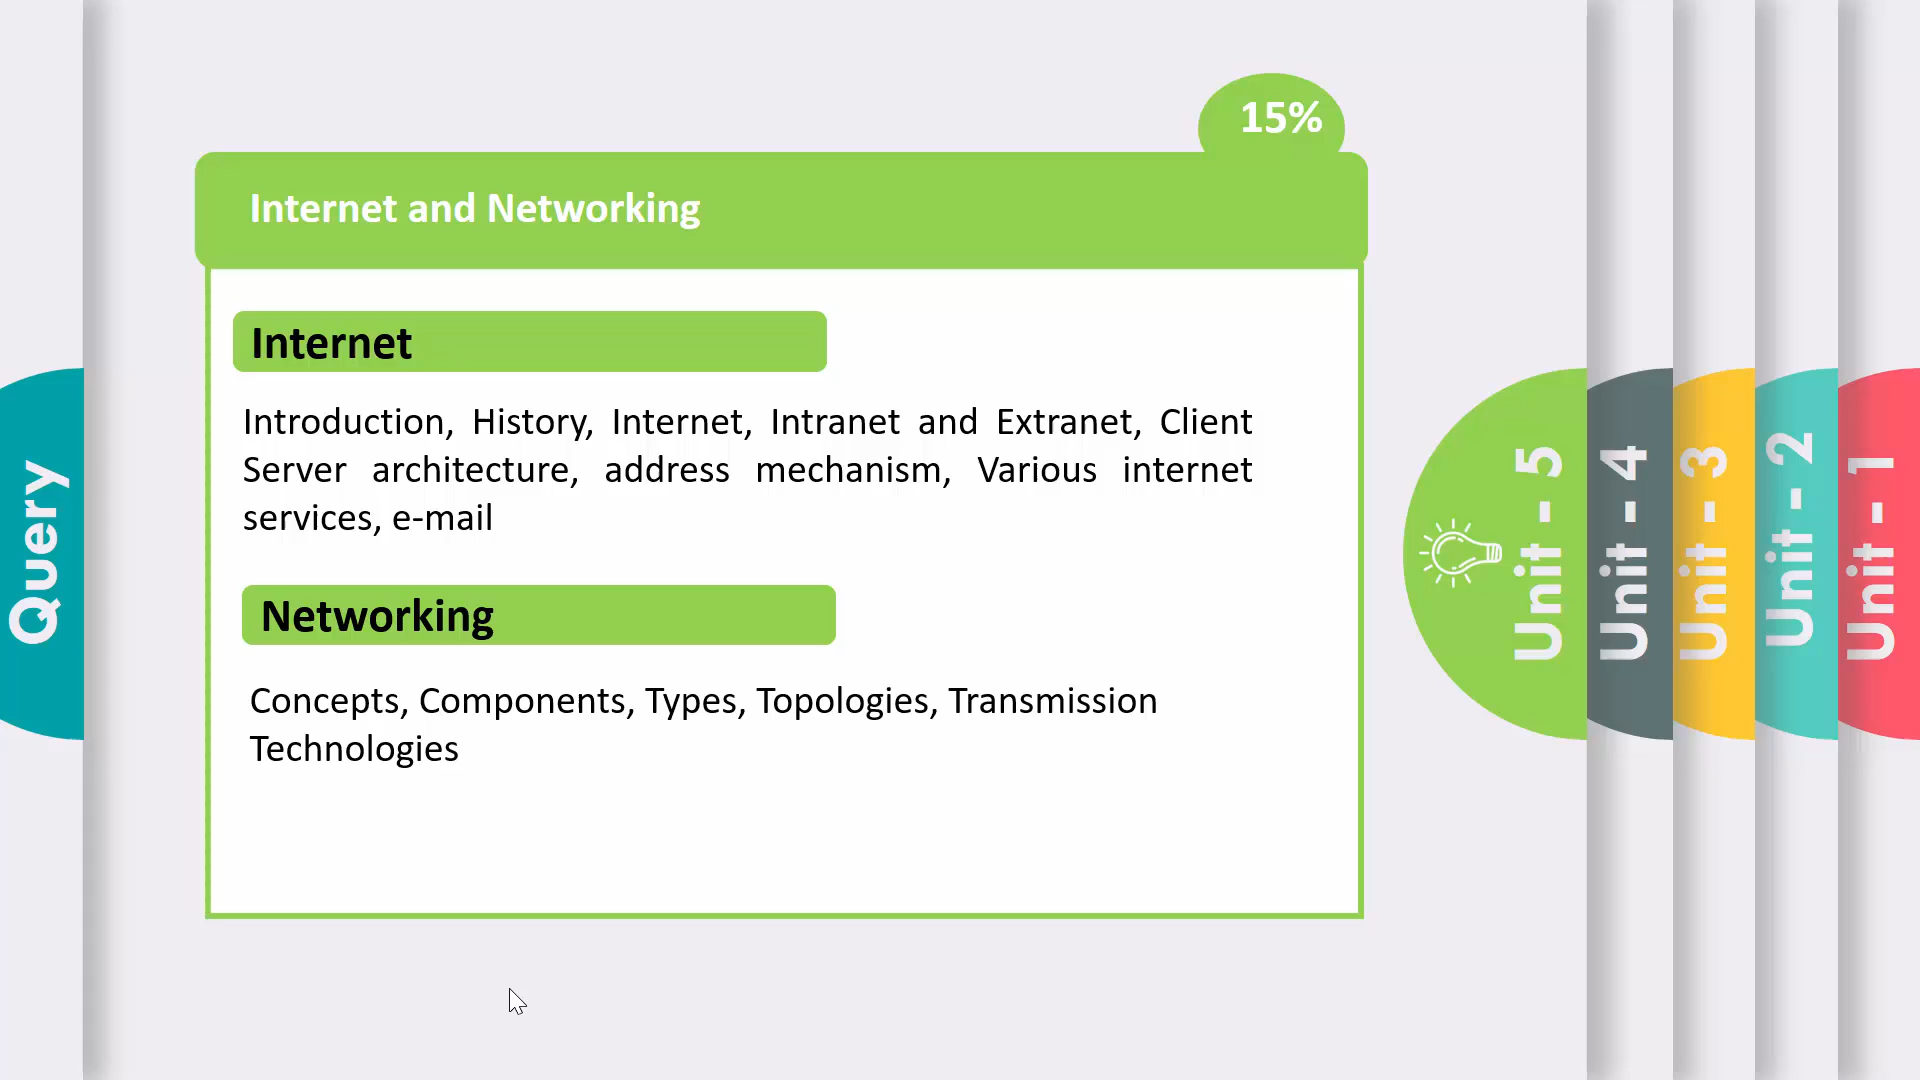 15%
Internet and Networking
Internet
Introduction, History, Internet, Intranet and Extranet, Client
Server architecture, address mechanism, Various internet
services, e-mail
Networking
Concepts, Components, Types, Topologies, Transmission
Technologies
Query
Unit - 5
Unit - 4
Unit - 3
Unit - 2
Unit - 1